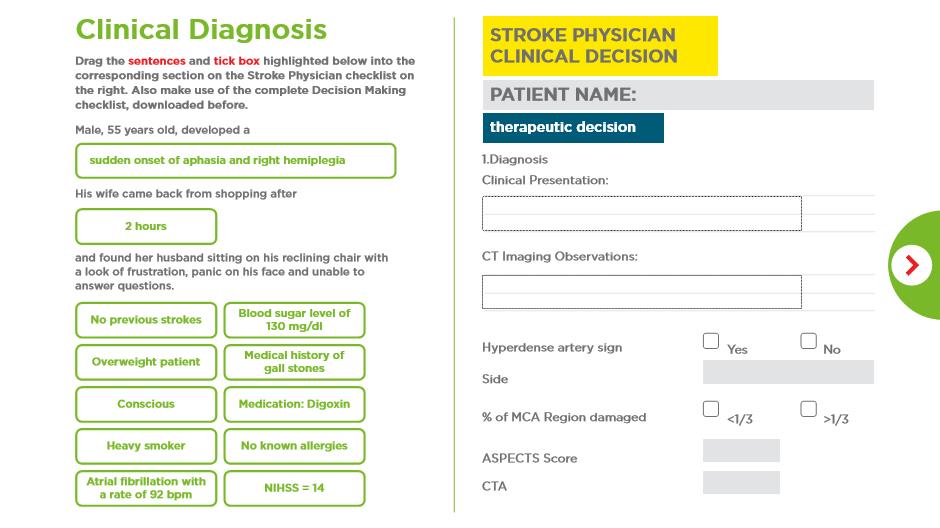 Clinical Diagnosis
Drag the sentences and tick box highlighted below into the
corresponding section on the Stroke Physician checklist on
the right. Also make use of the complete Decision Making
checklist, downloaded before.
Male, 55 years old, developed a
sudden onset of aphasia and right hemiplegia
His wife came back from shopping after
2 hours
and found her husband sitting on his reclining chair with
a look of frustration, panic on his face and unable to
answer questions.
No previous strokes
Blood sugar level of
130 mg/dl
Overweight patient
Medical history of
gall stones
Conscious
Medication: Digoxin
Heavy smoker
No known allergies
Atrial fibrillation with
a rate of 92 bpm
NIHSS = 14
STROKE PHYSICIAN
CLINICAL DECISION
PATIENT NAME:
therapeutic decision
1.Diagnosis
Clinical Presentation:
CT Imaging Observations:
Hyperdense artery sign
Yes
No
Side
% of MCA Region damaged
<1/3
>1/3
ASPECTS Score
CTA